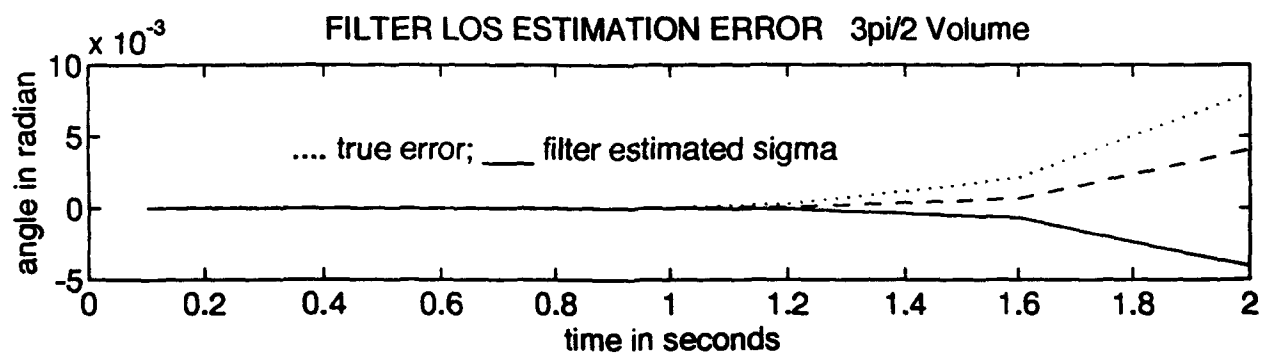 FILTER LOS ESTIMATION ERROR 3pi/2 Volume
x 10^-3
10
5
0
-5
angle in radian
.... true error; ___ filter estimated sigma
0 0.2 0.4 0.6 0.8 1 1.2 1.4 1.6 1.8 2
time in seconds